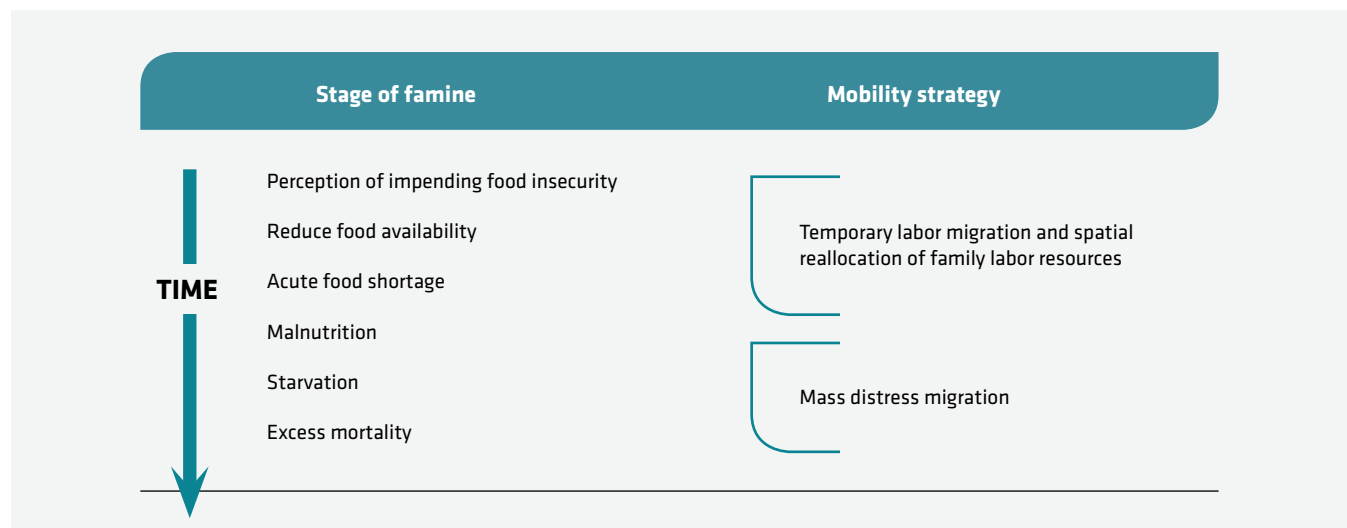 Stage of famine
Mobility strategy
TIME
Perception of impending food insecurity
Reduce food availability
Acute food shortage
Malnutrition
Starvation
Excess mortality
Temporary labor migration and spatial
reallocation of family labor resources
Mass distress migration